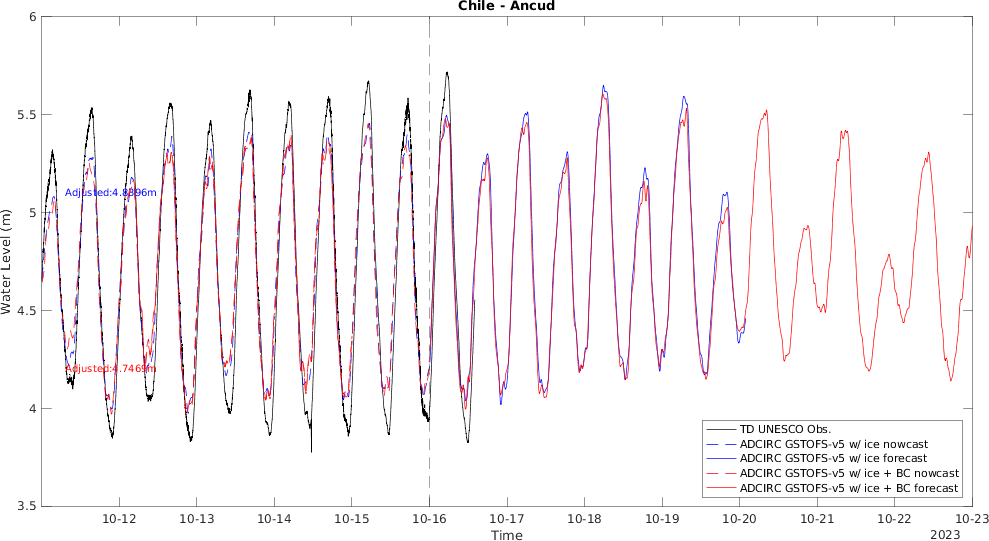 Chile - Ancud
6
5.5
5
4.5
4
3.5
Water Level (m)
Adjusted:4.8396m
Adjusted:4.7469m
TD UNESCO Obs.
ADCIRC GSTOFS-v5 w/ ice nowcast
ADCIRC GSTOFS-v5 w/ ice forecast
ADCIRC GSTOFS-v5 w/ ice + BC nowcast
ADCIRC GSTOFS-v5 w/ ice + BC forecast
10-12 10-13 10-14 10-15 10-16 10-17 10-18 10-19 10-20 10-21 10-22 10-23
Time
2023